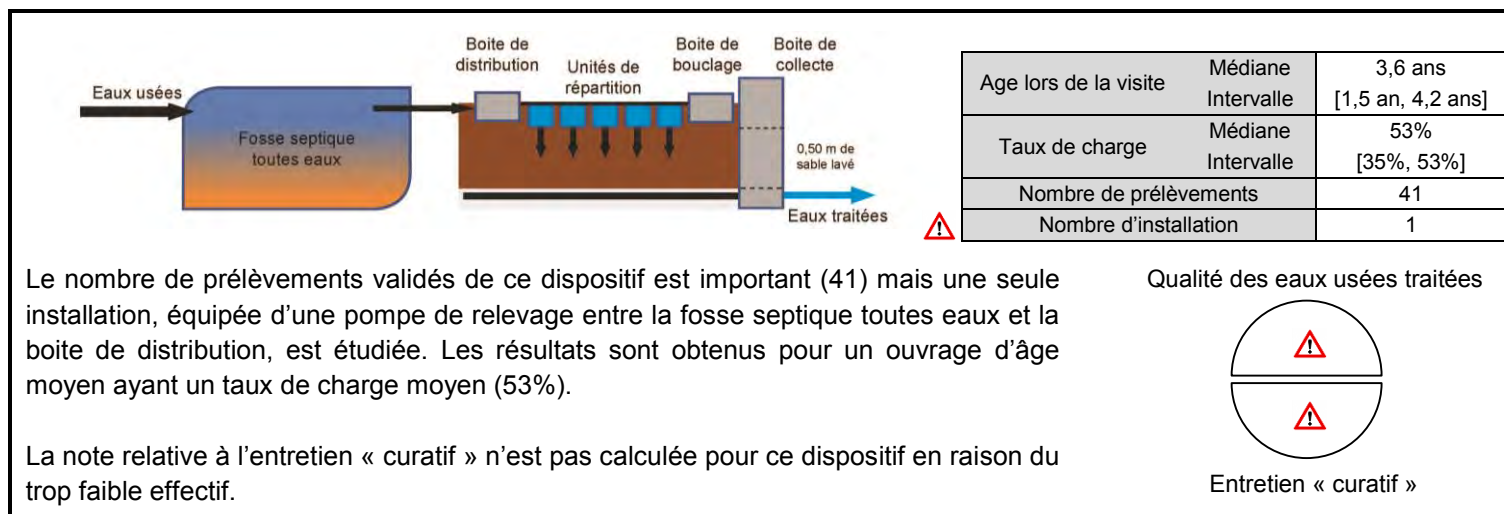 Boite de
distribution
Unités de
répartition
Boite de
bouclage
Boite de
collecte
Eaux usées
Fosse septique
toutes eaux
0,50 m de
sable lavé
Eaux traitées
Age lors de la visite Médiane 3,6 ans
Intervalle [1,5 an, 4,2 ans]
Taux de charge Médiane 53%
Intervalle [35%, 53%]
Nombre de prélèvements 41
Nombre d'installation 1
Le nombre de prélèvements validés de ce dispositif est important (41) mais une seule
installation, équipée d'une pompe de relevage entre la fosse septique toutes eaux et la
boite de distribution, est étudiée. Les résultats sont obtenus pour un ouvrage d'âge
moyen ayant un taux de charge moyen (53%).
La note relative à l'entretien « curatif » n'est pas calculée pour ce dispositif en raison du
trop faible effectif.
Qualité des eaux usées traitées
Entretien « curatif »